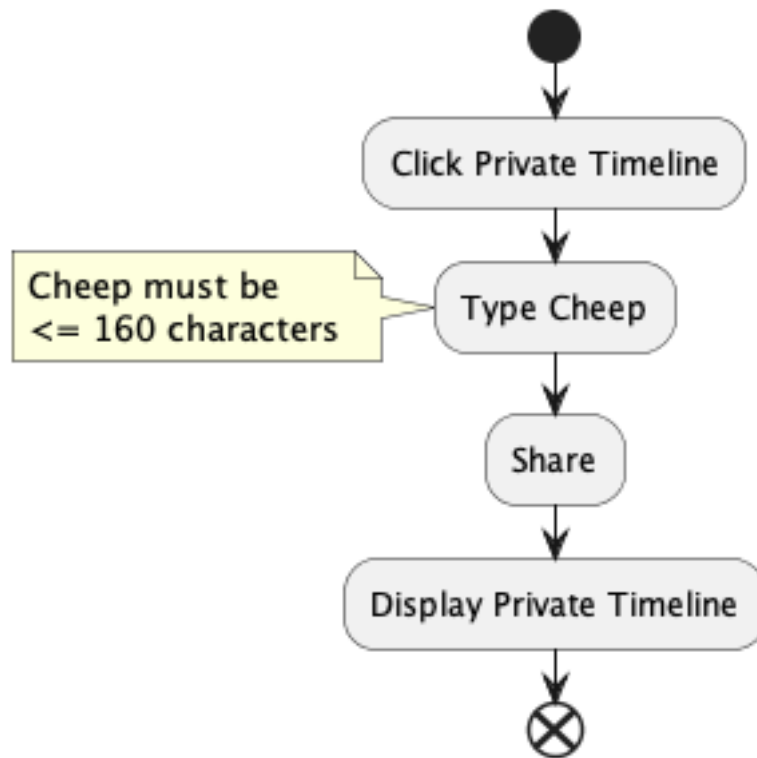 Click Private Timeline
Cheep must be
<= 160 characters
Type Cheep
Share
Display Private Timeline